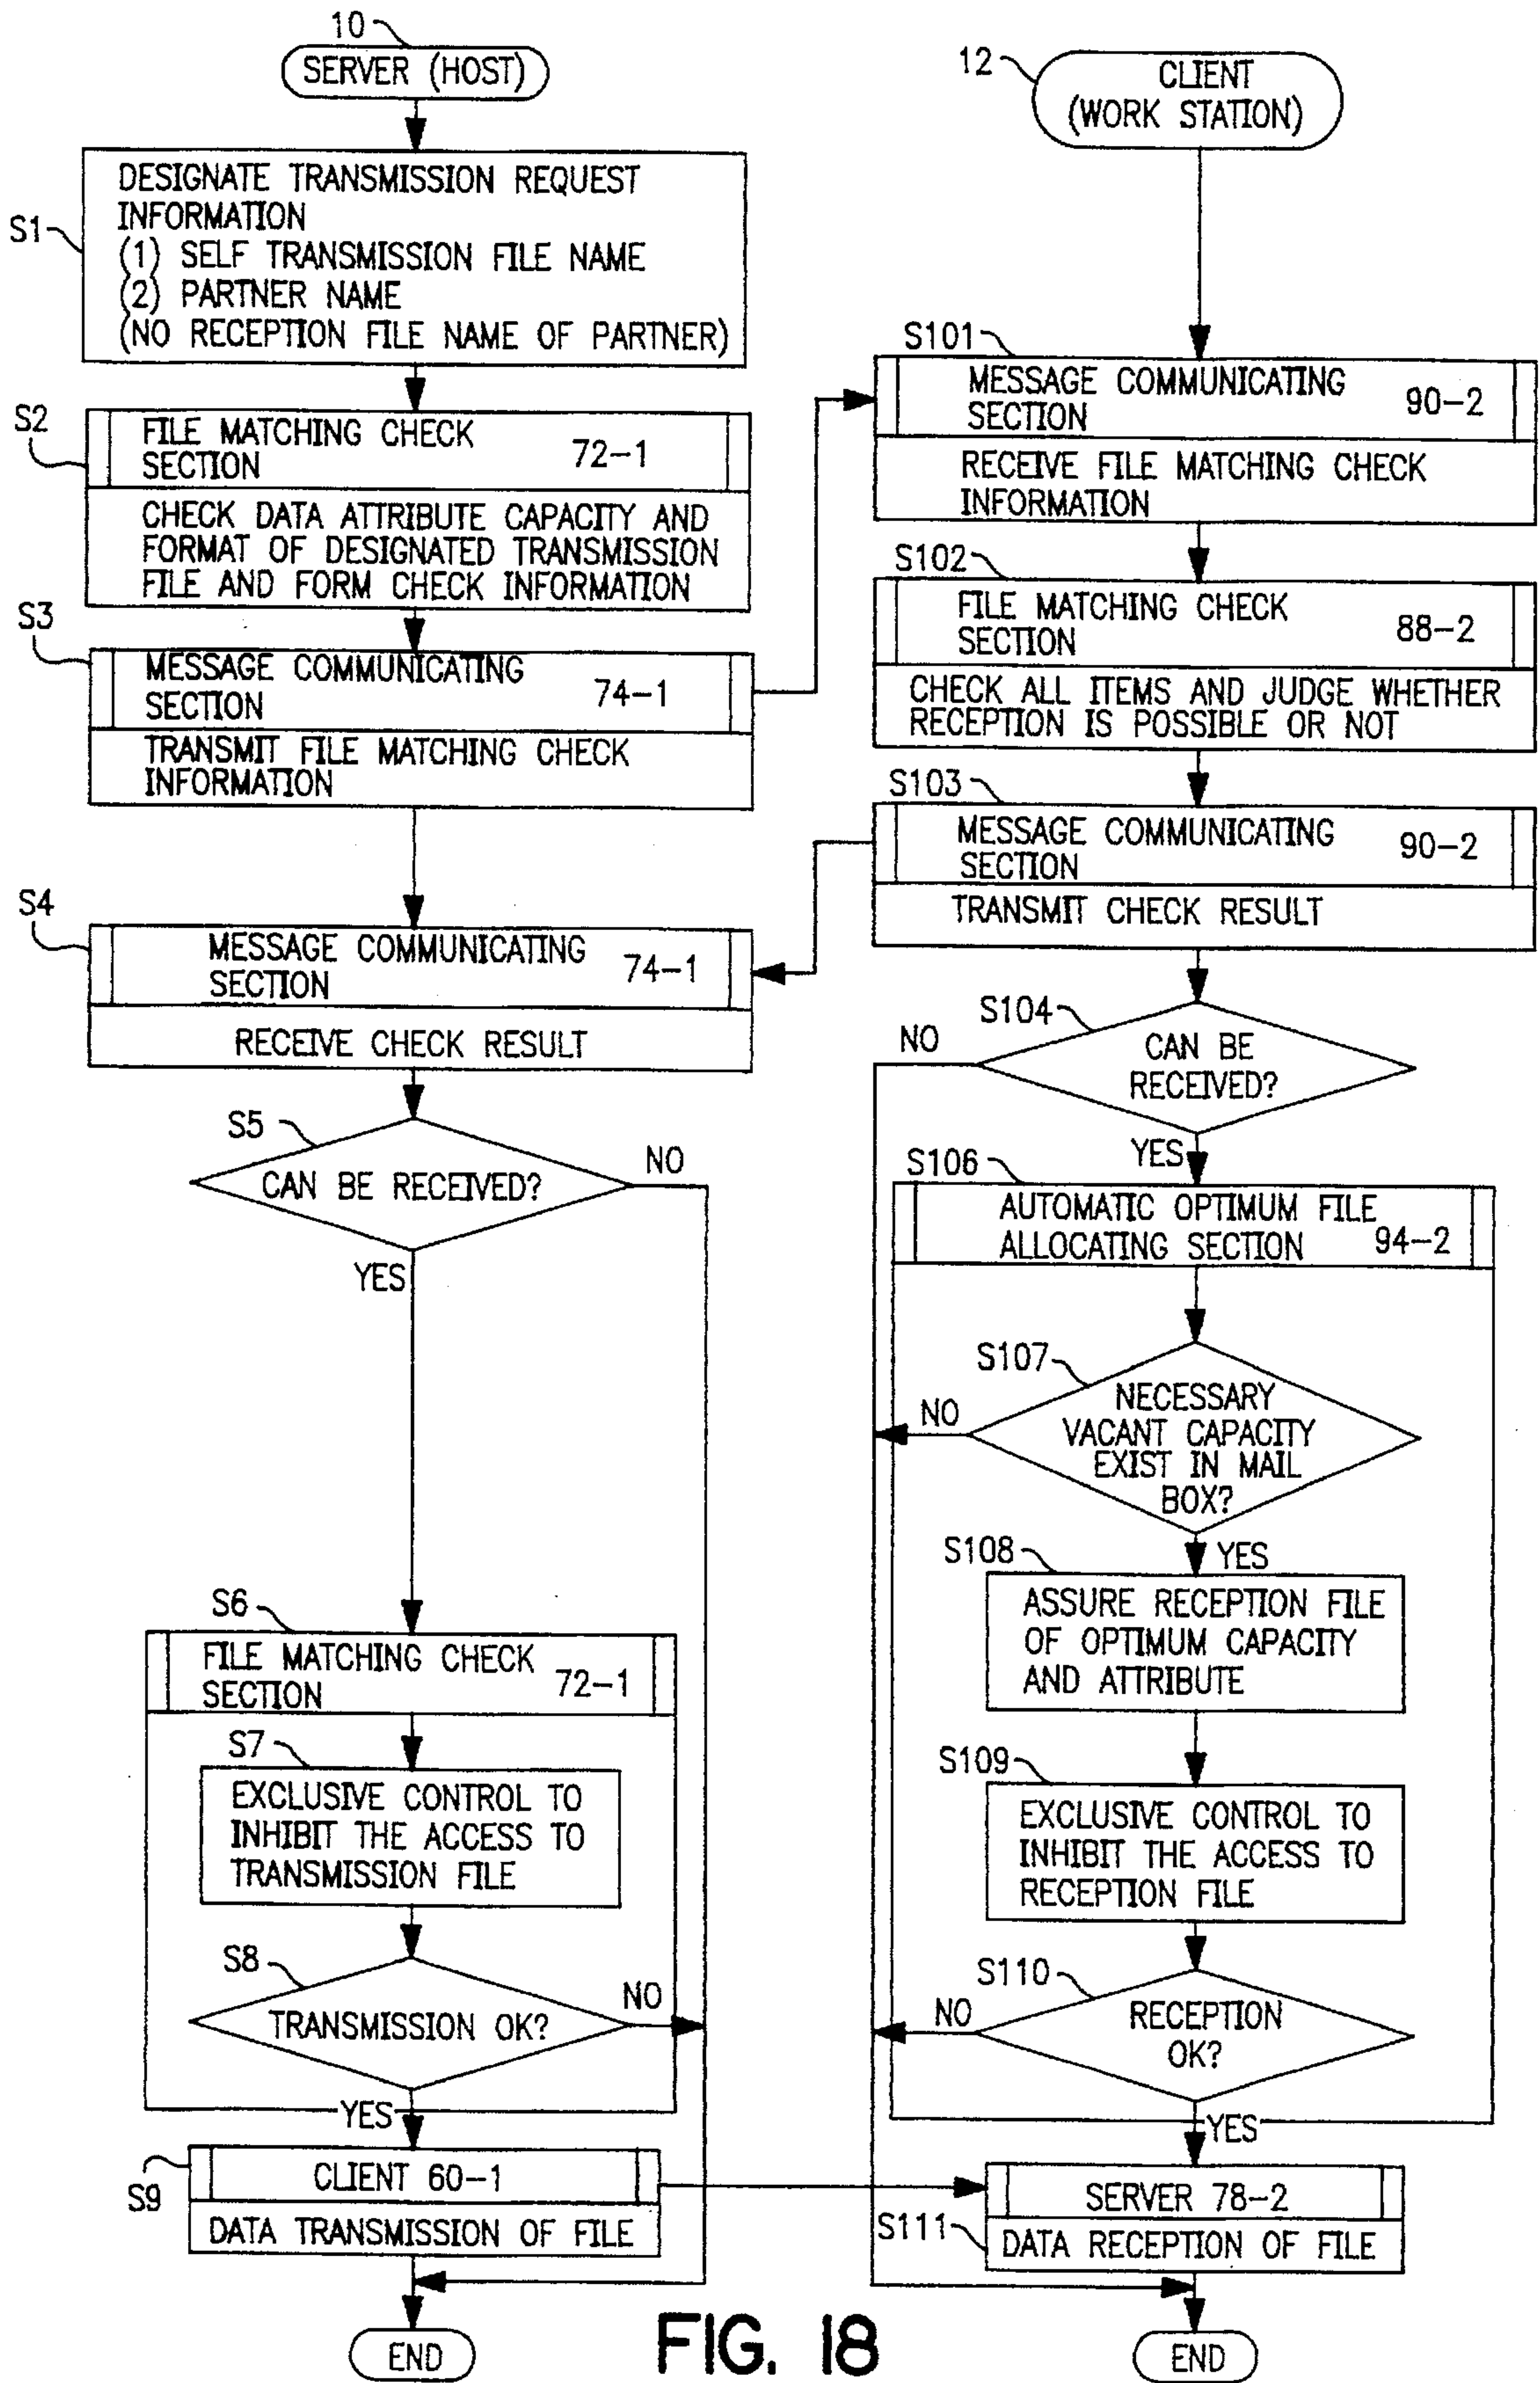 10
SERVER (HOST)
S1
DESIGNATE TRANSMISSION REQUEST
INFORMATION
(1) SELF TRANSMISSION FILE NAME
(2) PARTNER NAME
(NO RECEPTION FILE NAME OF PARTNER)
S2
FILE MATCHING CHECK
SECTION 72-1
CHECK DATA ATTRIBUTE CAPACITY AND
FORMAT OF DESIGNATED TRANSMISSION
FILE AND FORM CHECK INFORMATION
S3
MESSAGE COMMUNICATING
SECTION 74-1
TRANSMIT FILE MATCHING CHECK
INFORMATION
S4
MESSAGE COMMUNICATING
SECTION 74-1
RECEIVE CHECK RESULT
S5
CAN BE RECEIVED?
NO
YES
S6
FILE MATCHING CHECK
SECTION 72-1
S7
EXCLUSIVE CONTROL TO
INHIBIT THE ACCESS TO
TRANSMISSION FILE
S8
TRANSMISSION OK?
NO
YES
S9
CLIENT 60-1
DATA TRANSMISSION OF FILE
END
12
CLIENT
(WORK STATION)
S101
MESSAGE COMMUNICATING
SECTION 90-2
RECEIVE FILE MATCHING CHECK
INFORMATION
S102
FILE MATCHING CHECK
SECTION 88-2
CHECK ALL ITEMS AND JUDGE WHETHER
RECEPTION IS POSSIBLE OR NOT
S103
MESSAGE COMMUNICATING
SECTION 90-2
TRANSMIT CHECK RESULT
S104
NO
CAN BE
RECEIVED?
YES
S106
AUTOMATIC OPTIMUM FILE
ALLOCATING SECTION 94-2
S107
NO
NECESSARY
VACANT CAPACITY
EXIST IN MAIL
BOX?
YES
S108
ASSURE RECEPTION FILE
OF OPTIMUM CAPACITY
AND ATTRIBUTE
S109
EXCLUSIVE CONTROL TO
INHIBIT THE ACCESS TO
RECEPTION FILE
S110
NO
RECEPTION
OK?
YES
SERVER 78-2
S111
DATA RECEPTION OF FILE
END
FIG. 18